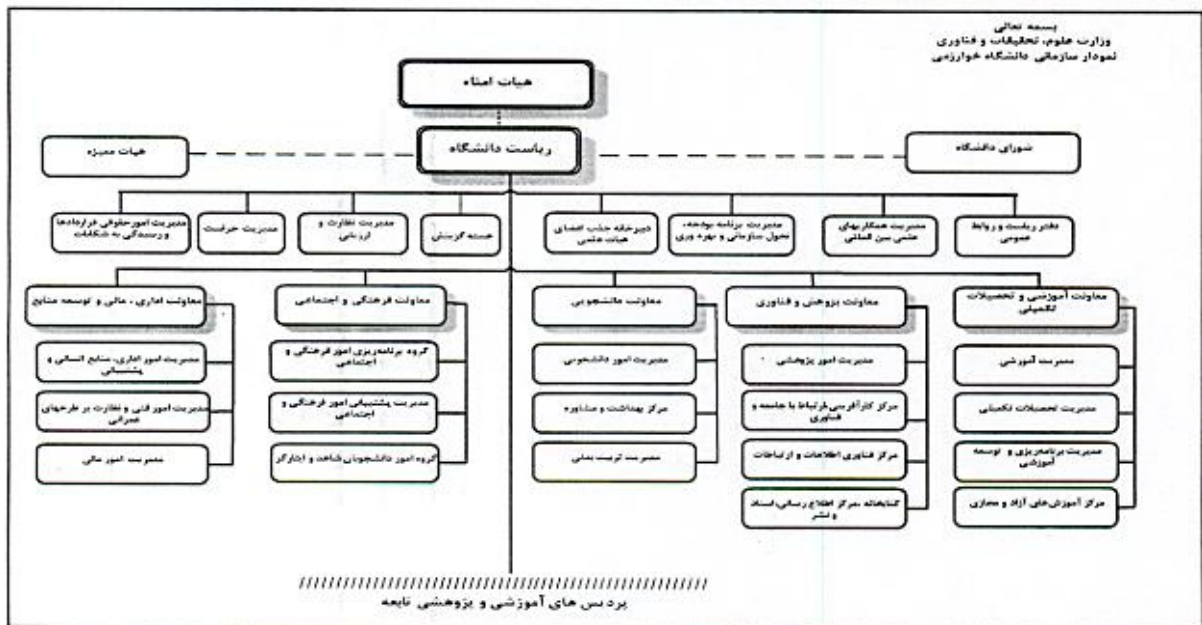 بسمه تعالی
وزارت علوم، تحقیقات و فناوری
نمودار سازمانی دانشگاه خوارزمی
هیات امناء
ریاست دانشگاه
شورای دانشگاه
هیات ممیزه
دفتر ریاست و روابط
عمومی
مدیریت همکاریهای
علمی بین المللی
مدیریت برنامه بودجه،
تحول سازمانی و بهره وری
دبیرخانه جذب اعضای
هیات علمی
هسته گزینش
مدیریت نظارت و
ارزیابی
مدیریت حراست
مدیریت امور حقوقی قراردادها
و رسیدگی به شکایات
معاونت آموزشی و تحصیلات
تکمیلی
مدیریت آموزشی
مدیریت تحصیلات تکمیلی
مدیریت برنامه‌ریزی و توسعه
آموزشی
مرکز آموزش‌های آزاد و مجازی
معاونت پژوهش و فناوری
مدیریت امور پژوهشی
مرکز کارآفرینی،ارتباط با جامعه و
فناوری
مرکز فناوری اطلاعات و ارتباطات
کتابخانه ،مرکز اطلاع رسانی،اسناد
و نشر
معاونت دانشجویی
مدیریت امور دانشجویی
مرکز بهداشت و مشاوره
مدیریت تربیت بدنی
معاونت فرهنگی و اجتماعی
گروه برنامه‌ریزی امور فرهنگی و
اجتماعی
مدیریت پشتیبانی امور فرهنگی و
اجتماعی
گروه امور دانشجویان شاهد و ایثارگر
معاونت اداری ، مالی و توسعه منابع
مدیریت امور اداری، منابع انسانی و
پشتیبانی
مدیریت امور فنی و نظارت بر طرحهای
عمرانی
مدیریت امور مالی
پردیس های آموزشی و پژوهشی تابعه